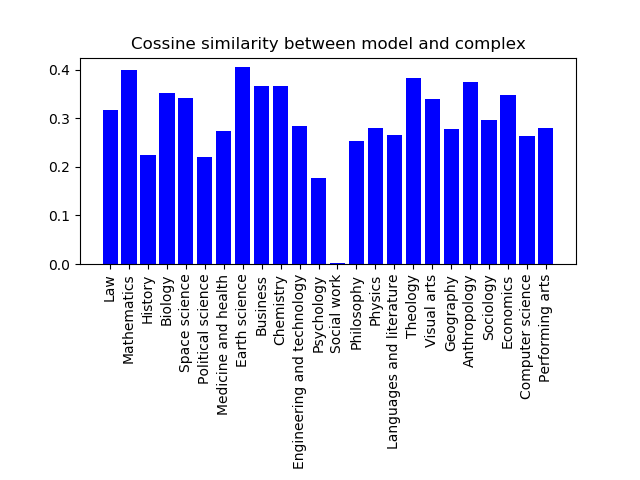 Cossine similarity between model and complex
0.4
0.3
0.2
0.1
0.0
Law
Mathematics
History
Biology
Space science
Political science
Medicine and health
Earth science
Business
Chemistry
Engineering and technology
Psychology
Social work
Philosophy
Physics
Languages and literature
Theology
Visual arts
Geography
Anthropology
Sociology
Economics
Computer science
Performing arts